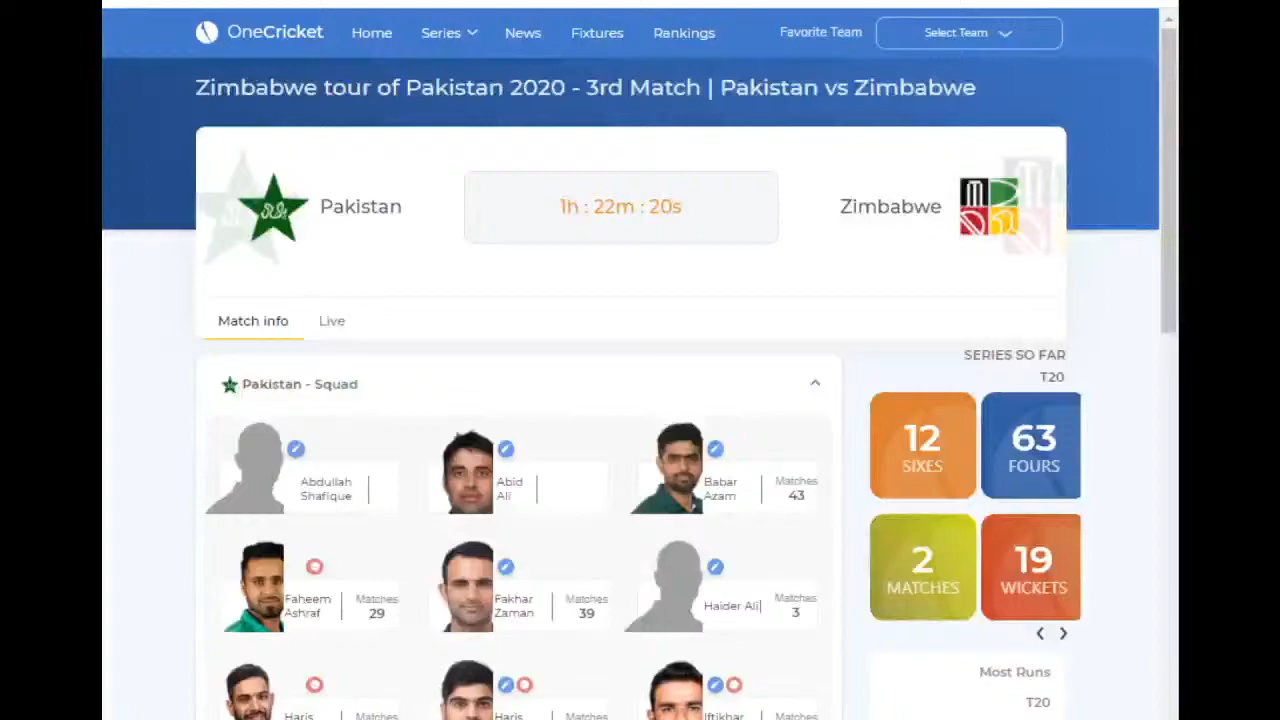 OneCricket Home Series News Fixtures Rankings Favorite Team Select Team
Zimbabwe tour of Pakistan 2020 - 3rd Match | Pakistan vs Zimbabwe
Pakistan 1h : 22m : 20s Zimbabwe
Match info Live
SERIES SO FAR
T20
Pakistan - Squad
12
SIXES
63
FOURS
Abdullah
Shafique
Abid
Ali
Babar
Azam
Matches
43
2
MATCHES
19
WICKETS
Faheem
Ashraf
Matches
29
Fakhar
Zaman
Matches
39
Haider Ali
Matches
3
Most Runs
T20
Haris
Matches
Haris
Matches
Iftikhar
Matches